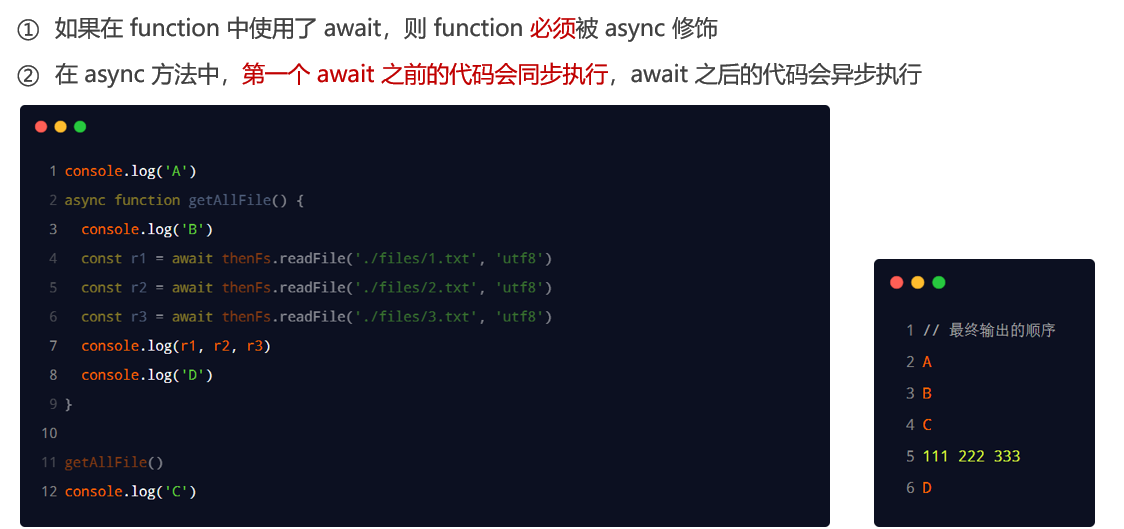 ① 如果在 function 中使用了 await，则 function 必须被 async 修饰
② 在 async 方法中，第一个 await 之前的代码会同步执行，await 之后的代码会异步执行
1 console.log('A')
2 async function getAllFile() {
3   console.log('B')
4   const r1 = await thenFs.readFile('./files/1.txt', 'utf8')
5   const r2 = await thenFs.readFile('./files/2.txt', 'utf8')
6   const r3 = await thenFs.readFile('./files/3.txt', 'utf8')
7   console.log(r1, r2, r3)
8   console.log('D')
9 }
10
11 getAllFile()
12 console.log('C')
1 // 最终输出的顺序
2 A
3 B
4 C
5 111 222 333
6 D